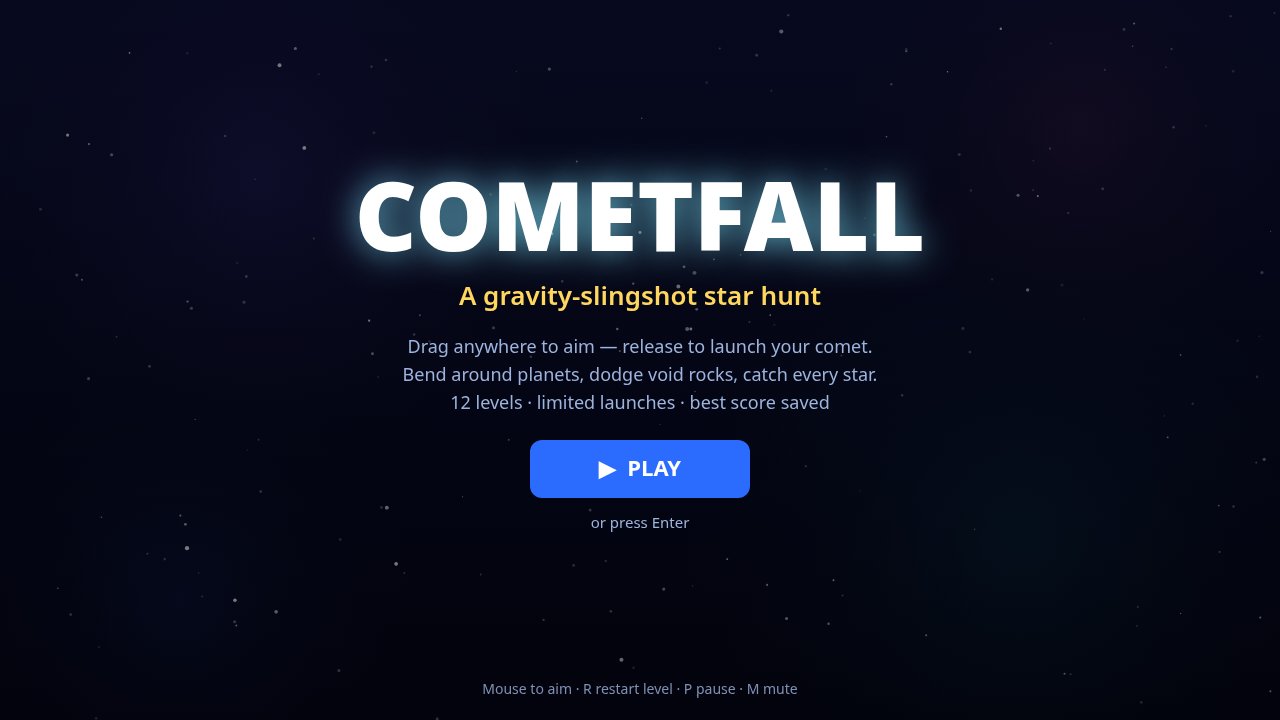 COMETFALL
A gravity-slingshot star hunt
Drag anywhere to aim — release to launch your comet.
Bend around planets, dodge void rocks, catch every star.
12 levels · limited launches · best score saved
▶ PLAY
or press Enter
Mouse to aim · R restart level · P pause · M mute